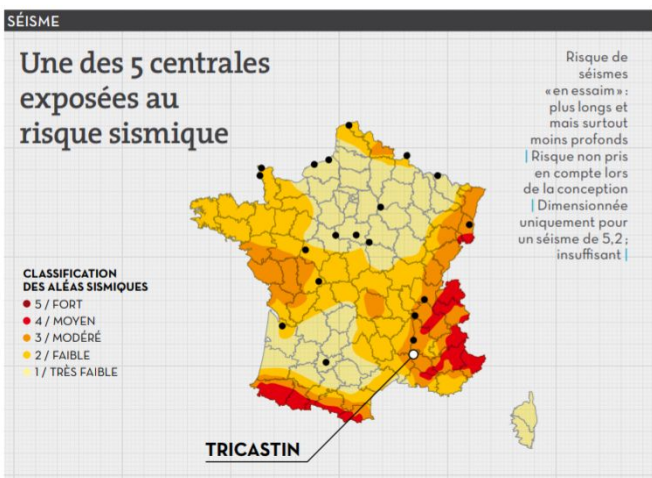 SÉISME
Une des 5 centrales
exposées au
risque sismique
Risque de
séismes
«en essaim»:
plus longs et
mais surtout
moins profonds
| Risque non pris
en compte lors
de la conception
| Dimensionnée
uniquement pour
un séisme de 5,2 ;
insuffisant |
CLASSIFICATION
DES ALÉAS SISMIQUES
5 / FORT
4 / MOYEN
3 / MODÉRÉ
2 / FAIBLE
1 / TRÈS FAIBLE
TRICASTIN